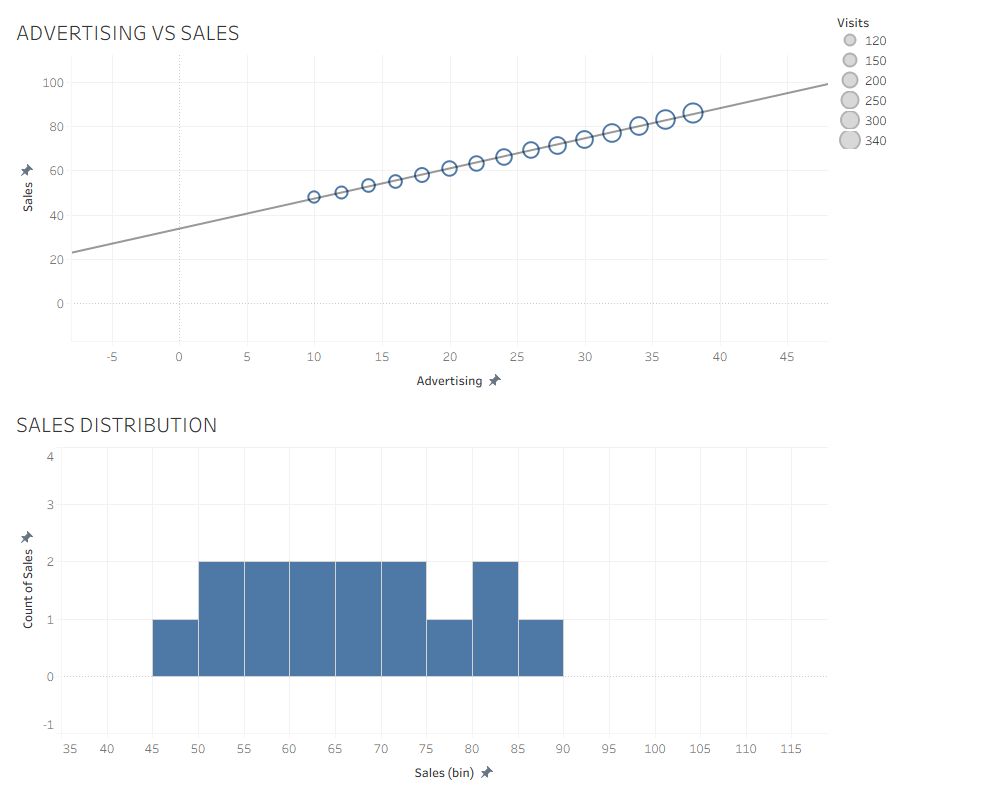 ADVERTISING VS SALES
Visits
120
150
200
250
300
340
100
80
60
40
20
0
Sales
-5 0 5 10 15 20 25 30 35 40 45
Advertising
SALES DISTRIBUTION
4
3
2
1
0
-1
Count of Sales
35 40 45 50 55 60 65 70 75 80 85 90 95 100 105 110 115
Sales (bin)